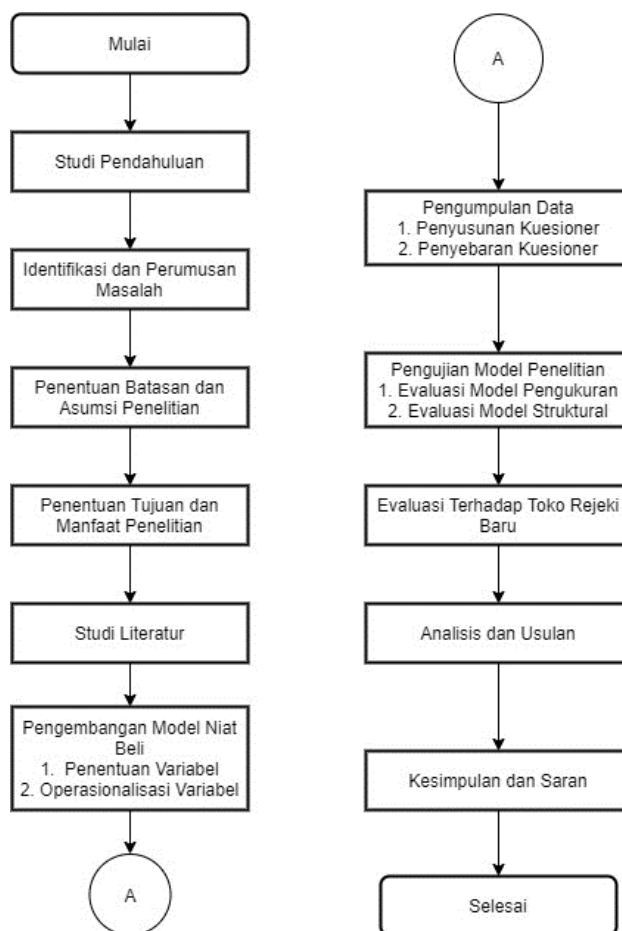 Mulai
Studi Pendahuluan
Identifikasi dan Perumusan
Masalah
Penentuan Batasan dan
Asumsi Penelitian
Penentuan Tujuan dan
Manfaat Penelitian
Studi Literatur
Pengembangan Model Niat
Beli
1. Penentuan Variabel
2. Operasionalisasi Variabel
A
A
Pengumpulan Data
1. Penyusunan Kuesioner
2. Penyebaran Kuesioner
Pengujian Model Penelitian
1. Evaluasi Model Pengukuran
2. Evaluasi Model Struktural
Evaluasi Terhadap Toko Rejeki
Baru
Analisis dan Usulan
Kesimpulan dan Saran
Selesai